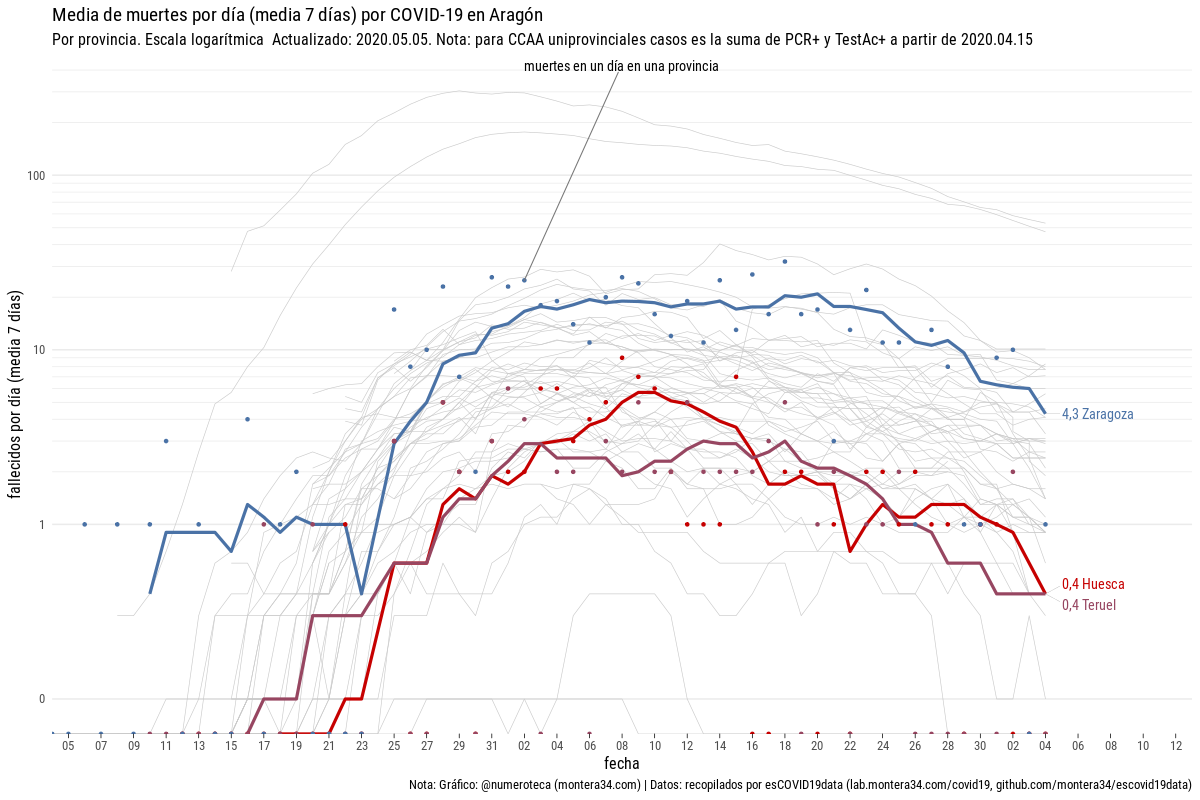 Media de muertes por día (media 7 días) por COVID-19 en Aragón
Por provincia. Escala logarítmica  Actualizado: 2020.05.05. Nota: para CCAA uniprovinciales casos es la suma de PCR+ y TestAc+ a partir de 2020.04.15
muertes en un día en una provincia
fallecidos por día (media  7 días)
100
10
1
0
4,3 Zaragoza
0,4 Huesca
0,4 Teruel
05 07 09 11 13 15 17 19 21 23 25 27 29 31 02 04 06 08 10 12 14 16 18 20 22 24 26 28 30 02 04 06 08 10 12
fecha
Nota: Gráfico: @numeroteca (montera34.com) | Datos: recopilados por esCOVID19data (lab.montera34.com/covid19, github.com/montera34/escovid19data)